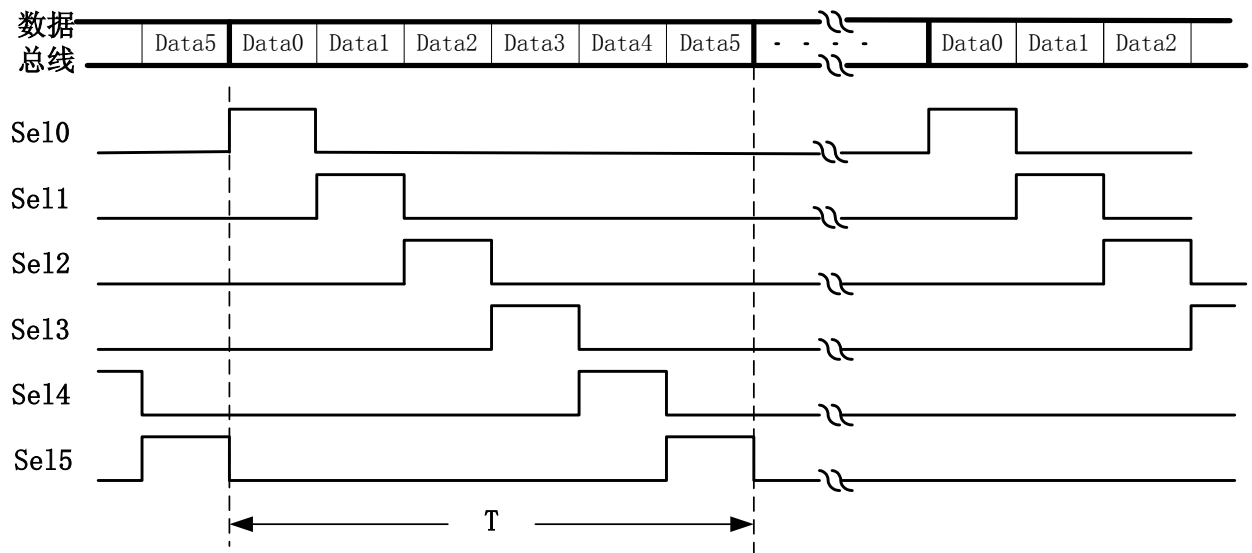 数据
总线
Data5 Data0 Data1 Data2 Data3 Data4 Data5 · · · · Data0 Data1 Data2
Sel0
Sel1
Sel2
Sel3
Sel4
Sel5
T